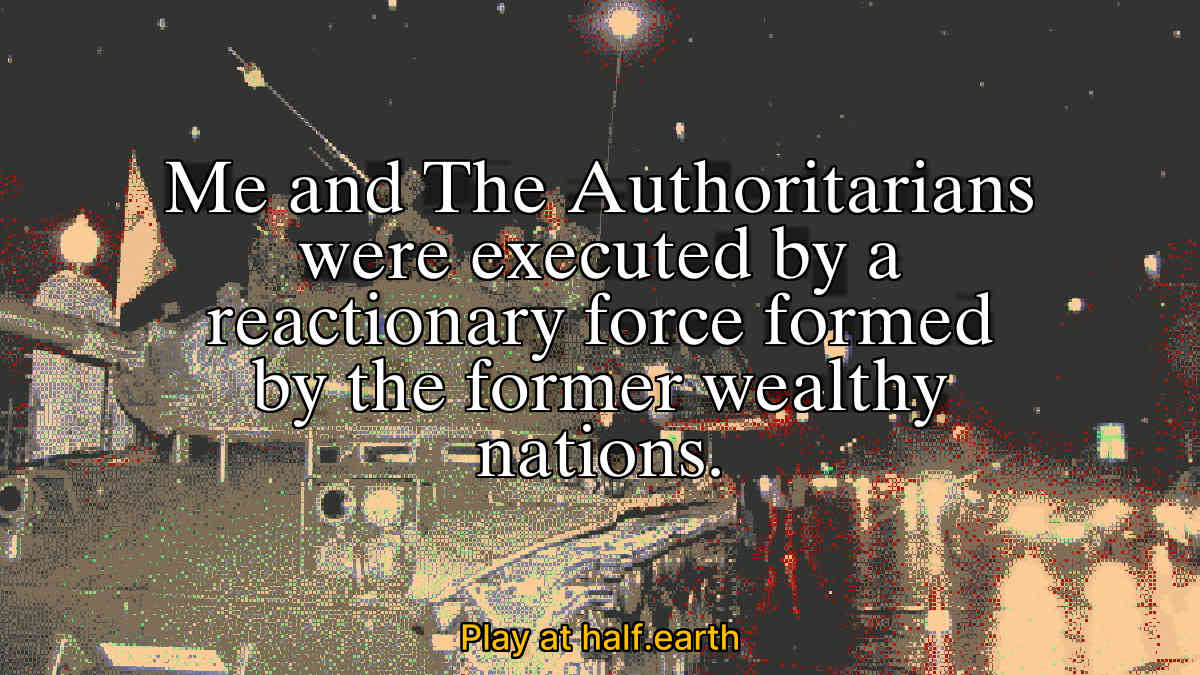 Me and The Authoritarians
were executed by a
reactionary force formed
by the former wealthy
nations.
Play at half.earth